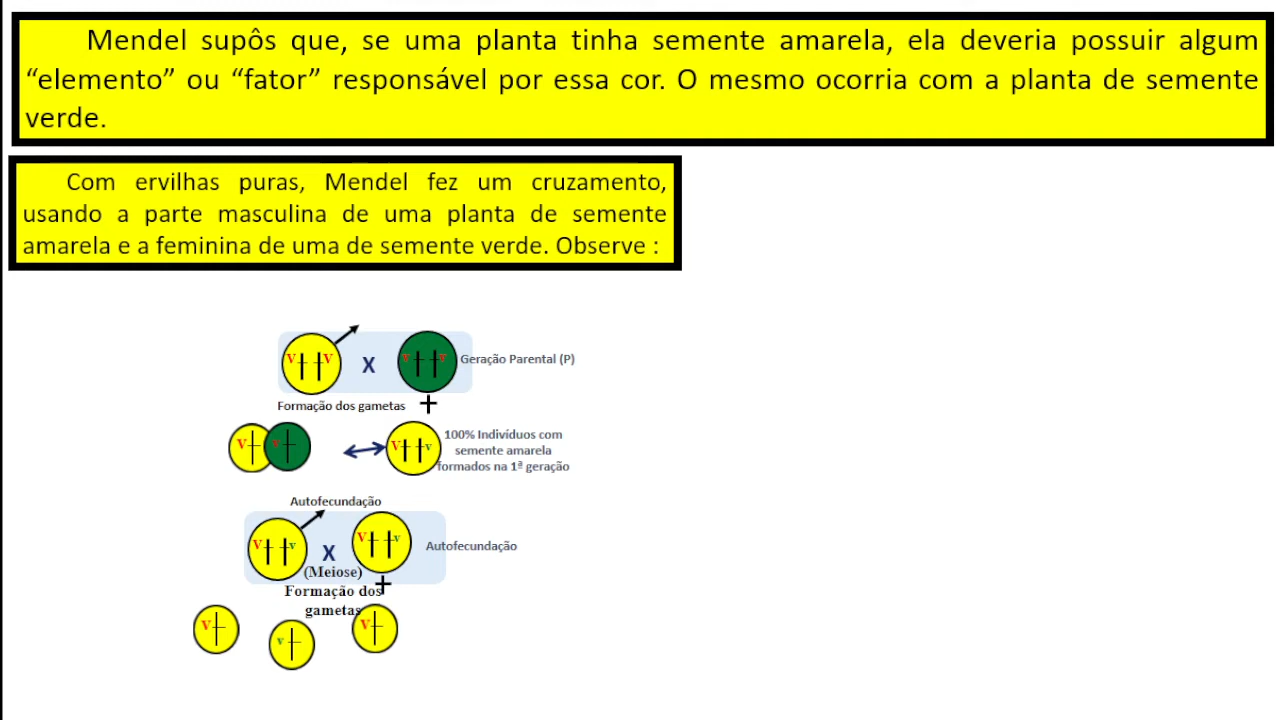 Mendel supôs que, se uma planta tinha semente amarela, ela deveria possuir algum
“elemento” ou “fator” responsável por essa cor. O mesmo ocorria com a planta de semente
verde.
Com ervilhas puras, Mendel fez um cruzamento,
usando a parte masculina de uma planta de semente
amarela e a feminina de uma de semente verde. Observe :
V V X v v Geração Parental (P)
Formação dos gametas
V v V v 100% Indivíduos com
semente amarela
formados na 1ª geração
Autofecundação
V v X V v Autofecundação
(Meiose)
Formação dos
gametas
V v V